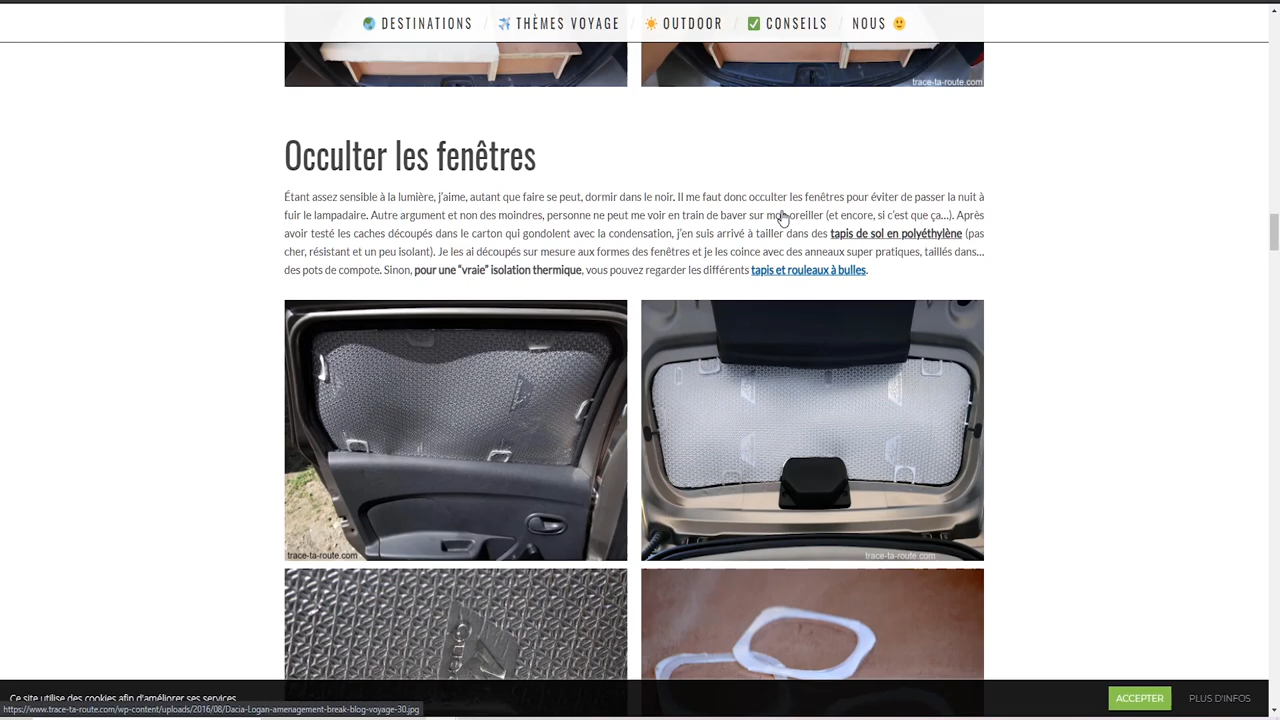 DESTINATIONS / THÈMES VOYAGE / OUTDOOR / CONSEILS / NOUS
trace-ta-route.com
Occulter les fenêtres
Étant assez sensible à la lumière, j'aime, autant que faire se peut, dormir dans le noir. Il me faut donc occulter les fenêtres pour éviter de passer la nuit à
fuir le lampadaire. Autre argument et non des moindres, personne ne peut me voir en train de baver sur oreiller (et encore, si c'est que ça…). Après
avoir testé les caches découpés dans le carton qui gondolent avec la condensation, j'en suis arrivé à tailler dans des tapis de sol en polyéthylène (pas
cher, résistant et un peu isolant). Je les ai découpés sur mesure aux formes des fenêtres et je les coince avec des anneaux super pratiques, taillés dans…
des pots de compote. Sinon, pour une "vraie" isolation thermique, vous pouvez regarder les différents tapis et rouleaux à bulles.
trace-ta-route.com
trace-ta-route.com
Ce site utilise des cookies afin d'améliorer ses services.
ACCEPTER
PLUS D'INFOS
https://www.trace-ta-route.com/wp-content/uploads/2016/08/Dacia-Logan-amenagement-break-blog-voyage-30.jpg